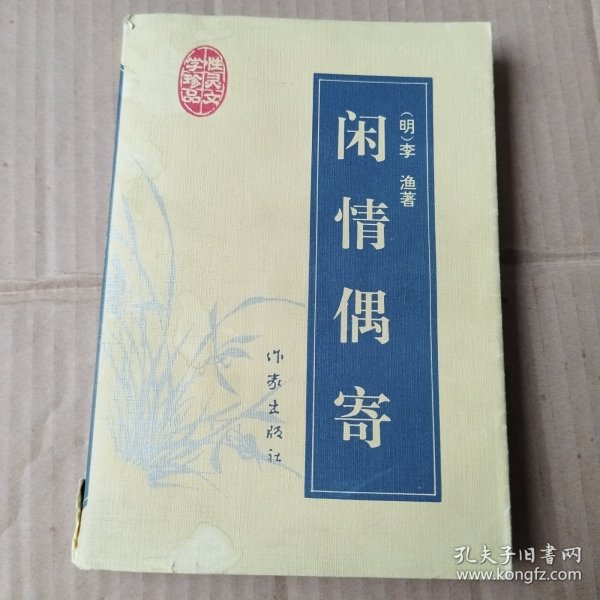 性灵文
学珍品
（明）李 渔著
闲情偶寄
作家出版社
孔夫子旧书网
www.kongfz.com